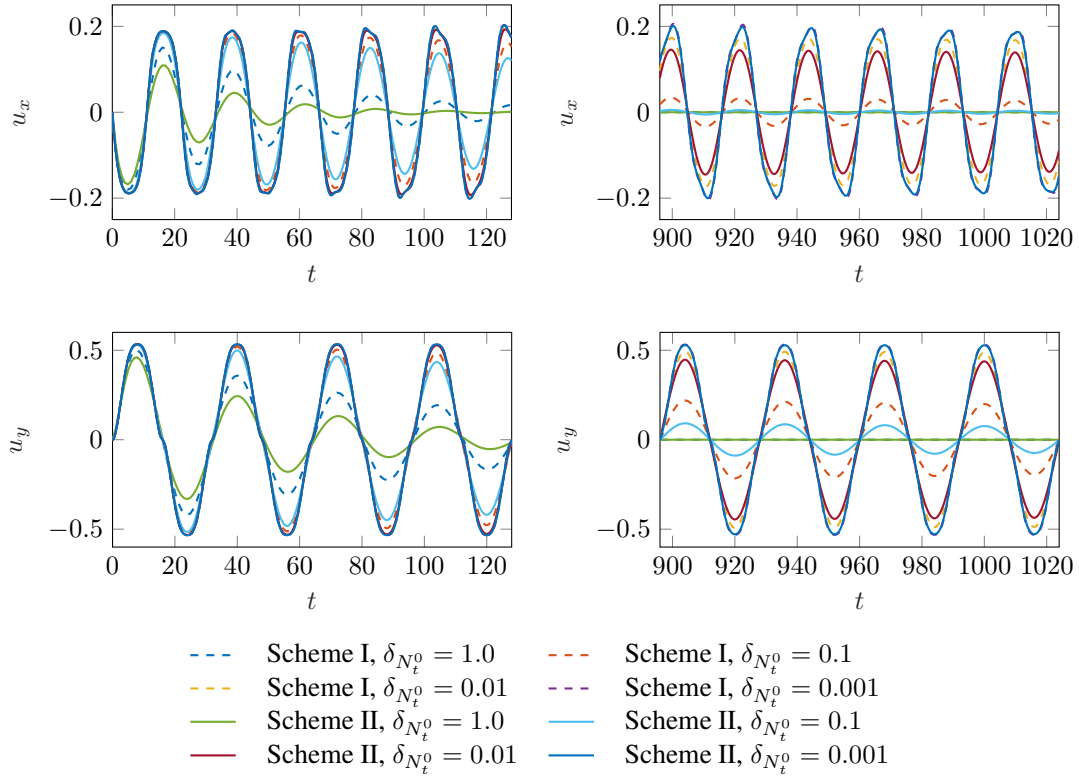 0.2
0
−0.2
u_x
0 20 40 60 80 100 120
t
0.2
0
−0.2
u_x
900 920 940 960 980 1000 1020
t
0.5
0
−0.5
u_y
0 20 40 60 80 100 120
t
0.5
0
−0.5
u_y
900 920 940 960 980 1000 1020
t
Scheme I, δ_{N_t^0} = 1.0 Scheme I, δ_{N_t^0} = 0.1
Scheme I, δ_{N_t^0} = 0.01 Scheme I, δ_{N_t^0} = 0.001
Scheme II, δ_{N_t^0} = 1.0 Scheme II, δ_{N_t^0} = 0.1
Scheme II, δ_{N_t^0} = 0.01 Scheme II, δ_{N_t^0} = 0.001